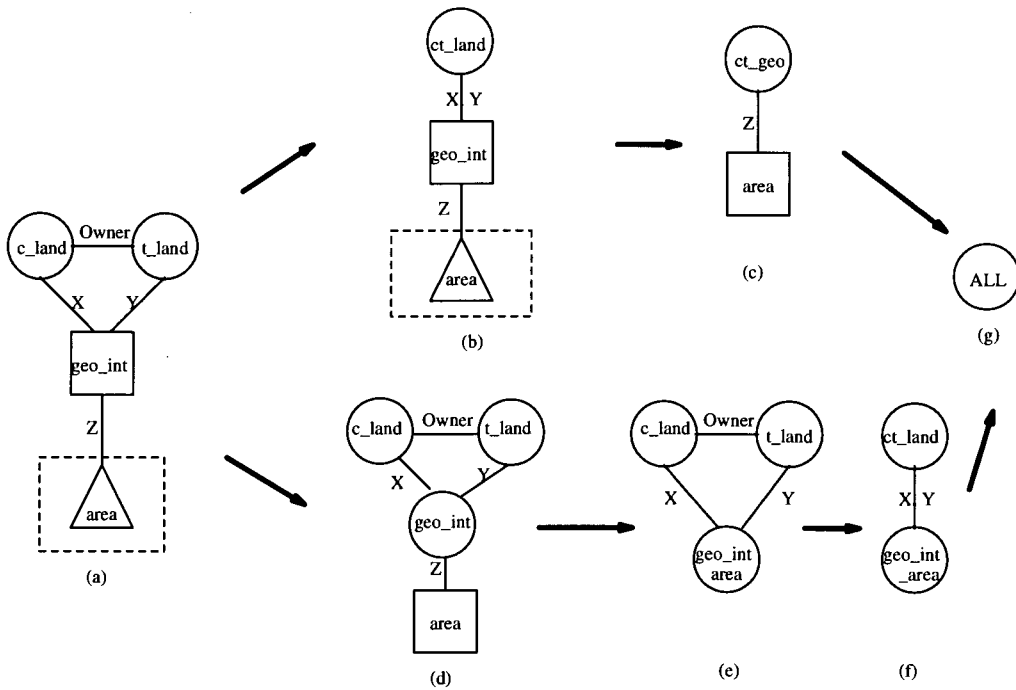 Owner
c_land
t_land
X
Y
geo_int
Z
area
(a)
ct_land
X Y
geo_int
Z
area
(b)
ct_geo
Z
area
(c)
Owner
c_land
t_land
X
Y
geo_int
Z
area
(d)
Owner
c_land
t_land
X
Y
geo_int
area
(e)
ct_land
X Y
geo_int
_area
(f)
ALL
(g)